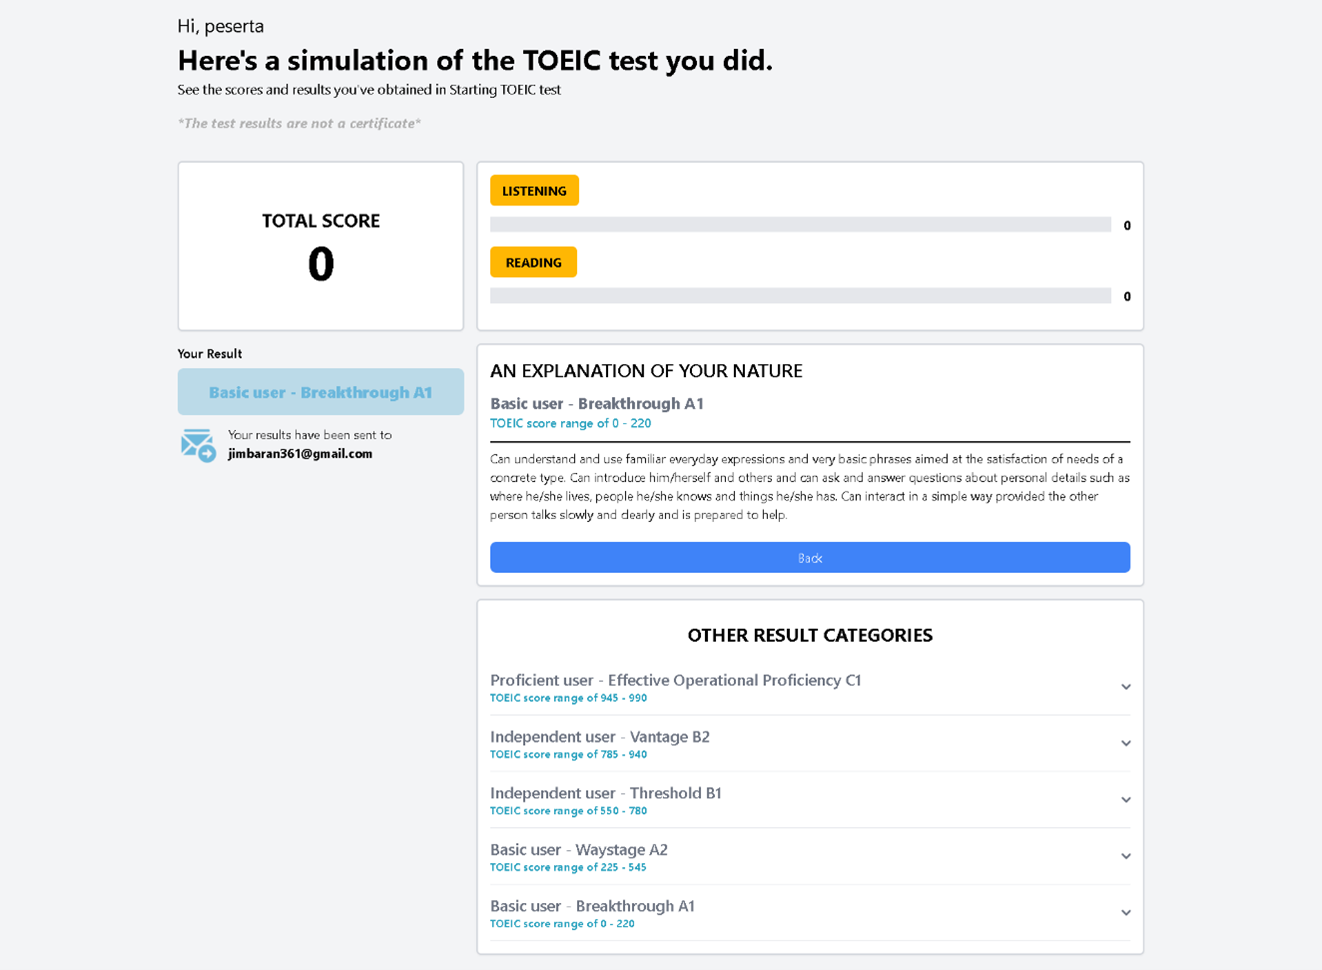 Hi, peserta
Here's a simulation of the TOEIC test you did.
See the scores and results you've obtained in Starting TOEIC test
*The test results are not a certificate*
TOTAL SCORE
0
LISTENING
0
READING
0
Your Result
Basic user - Breakthrough A1
Your results have been sent to
jimbaran361@gmail.com
AN EXPLANATION OF YOUR NATURE
Basic user - Breakthrough A1
TOEIC score range of 0 - 220
Can understand and use familiar everyday expressions and very basic phrases aimed at the satisfaction of needs of a
concrete type. Can introduce him/herself and others and can ask and answer questions about personal details such as
where he/she lives, people he/she knows and things he/she has. Can interact in a simple way provided the other
person talks slowly and clearly and is prepared to help.
Back
OTHER RESULT CATEGORIES
Proficient user - Effective Operational Proficiency C1
TOEIC score range of 945 - 990
Independent user - Vantage B2
TOEIC score range of 785 - 940
Independent user - Threshold B1
TOEIC score range of 550 - 780
Basic user - Waystage A2
TOEIC score range of 225 - 545
Basic user - Breakthrough A1
TOEIC score range of 0 - 220